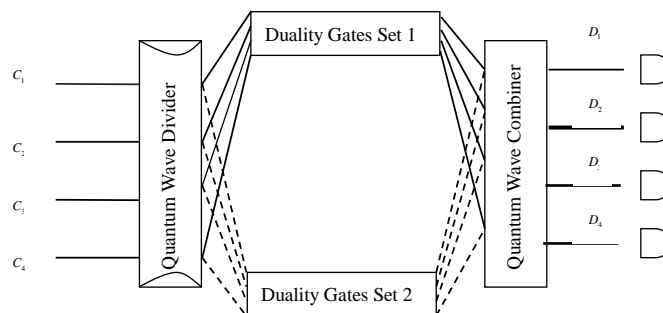 Duality Gates Set 1
D1
C1
D2
C2
Quantum Wave Divider
Quantum Wave Combiner
D3
C3
D4
C4
Duality Gates Set 2